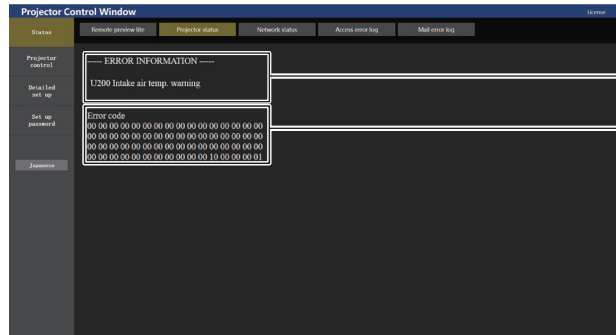 Projector Control Window
License
Status
Remote preview lite
Projector status
Network status
Access error log
Mail error log
Projector
control
Detailed
set up
Set up
password
Japanese
----- ERROR INFORMATION -----
U200 Intake air temp. warning
Error code
00 00 00 00 00 00 00 00 00 00 00 00 00 00 00 00
00 00 00 00 00 00 00 00 00 00 00 00 00 00 00 00
00 00 00 00 00 00 00 00 00 00 00 00 00 00 00 00
00 00 00 00 00 00 00 00 00 00 00 10 00 00 00 01